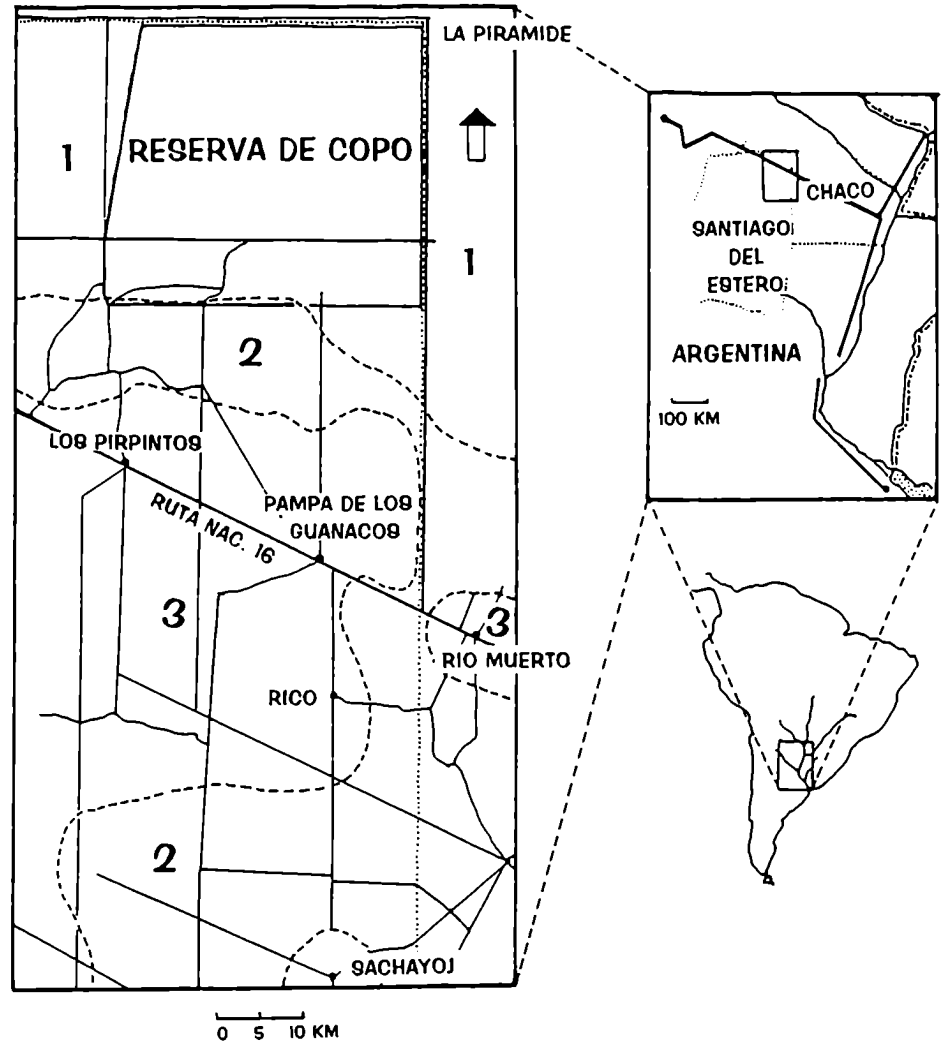 LA PIRAMIDE
1
RESERVA DE COPO
1
2
LOS PIRPINTOS
RUTA NAC. 16
PAMPA DE LOS
GUANACOS
3
3
RIO MUERTO
RICO
2
SACHAYOJ
0 5 10 KM
CHACO
SANTIAGO
DEL
ESTERO
ARGENTINA
100 KM